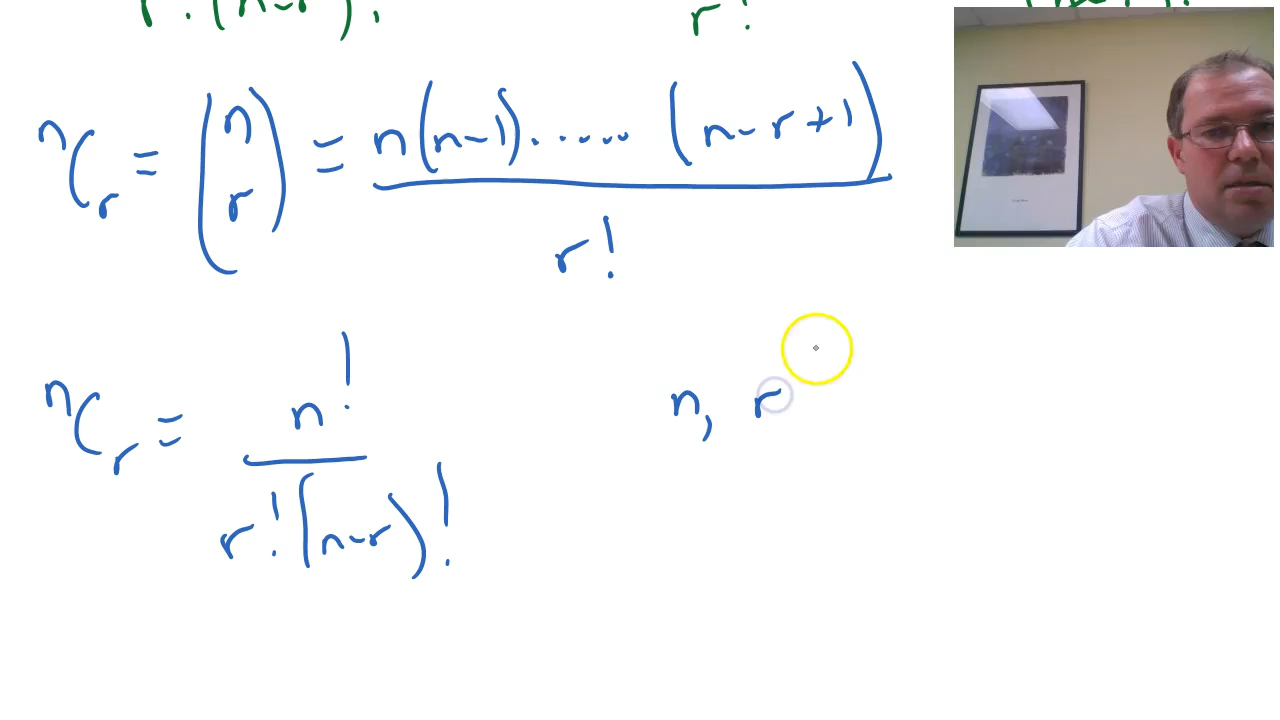 r!(n-r)! r!
ⁿCᵣ = (n r) = n(n-1)......(n-r+1)
r!
ⁿCᵣ = n! n, r
r!(n-r)!